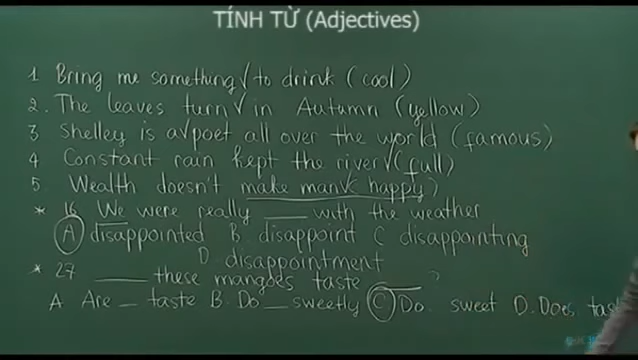 TÍNH TỪ (Adjectives)
1 Bring me something √ to drink (cool)
2. The leaves turn √ in Autumn (yellow)
3 Shelley is a √ poet all over the world (famous)
4 Constant rain kept the river √ (full)
5 Wealth doesn't make man √ happy)
* 16 We were really ___ with the weather
A disappointed B. disappoint C disappointing
D. disappointment
* 27 ___ these mangoes taste
A. Are _ taste B. Do _ sweetly C Do. sweet D. Does